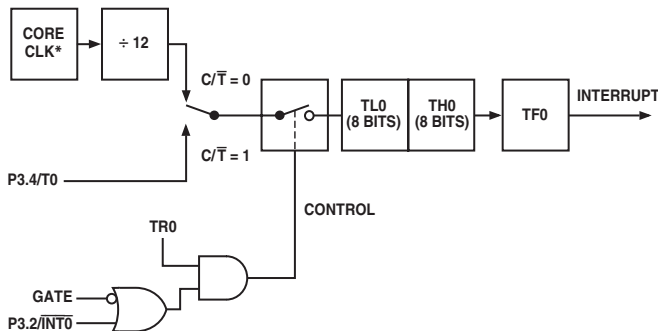 CORE
CLK*
÷ 12
C/T̅ = 0
TL0
(8 BITS)
TH0
(8 BITS)
TF0
INTERRUPT
C/T̅ = 1
P3.4/T0
CONTROL
TR0
GATE
P3.2/I̅N̅T̅0̅